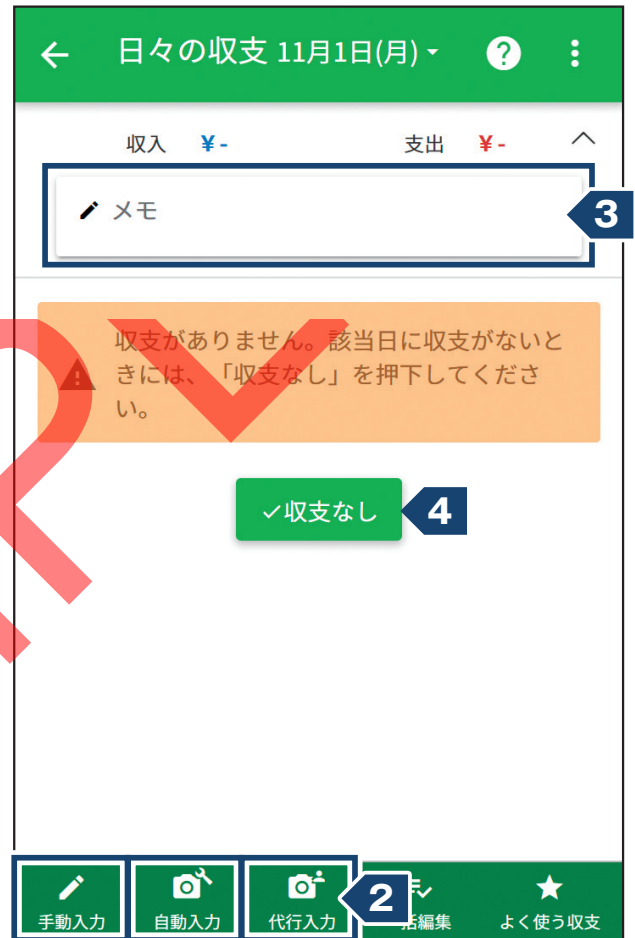 日々の収支 11月1日(月)
?
収入 ¥ - 支出 ¥ -
メモ
3
収支がありません。該当日に収支がないと
きには、「収支なし」を押下してくださ
い。
✓収支なし
4
2
手動入力 自動入力 代行入力 括編集 よく使う収支